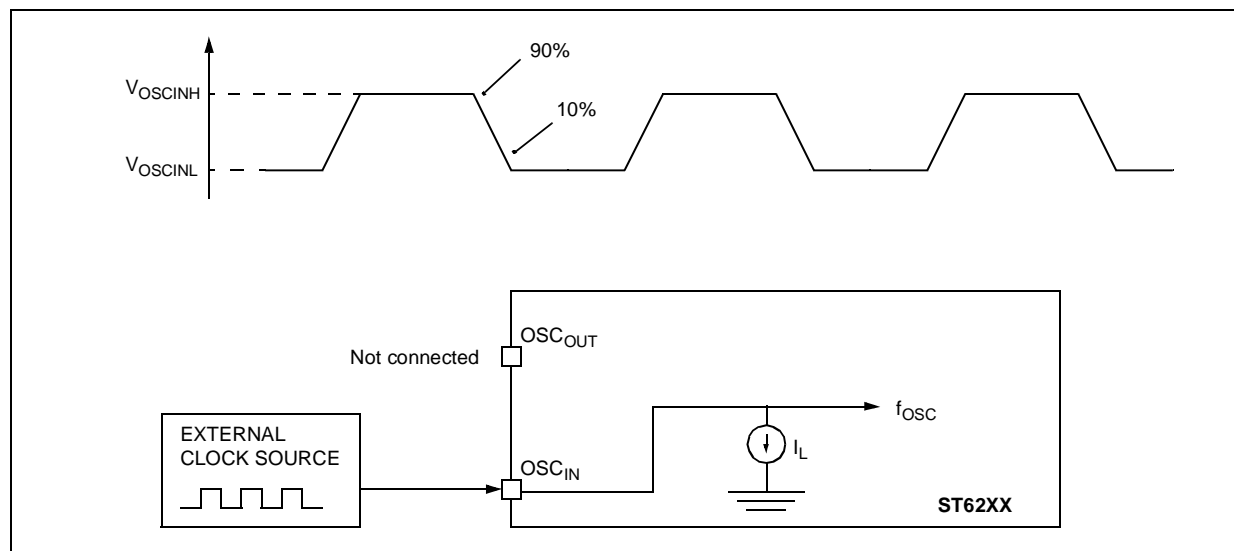 90%
V_OSCINH
10%
V_OSCINL
OSC_OUT
Not connected
f_OSC
EXTERNAL
CLOCK SOURCE
I_L
OSC_IN
ST62XX